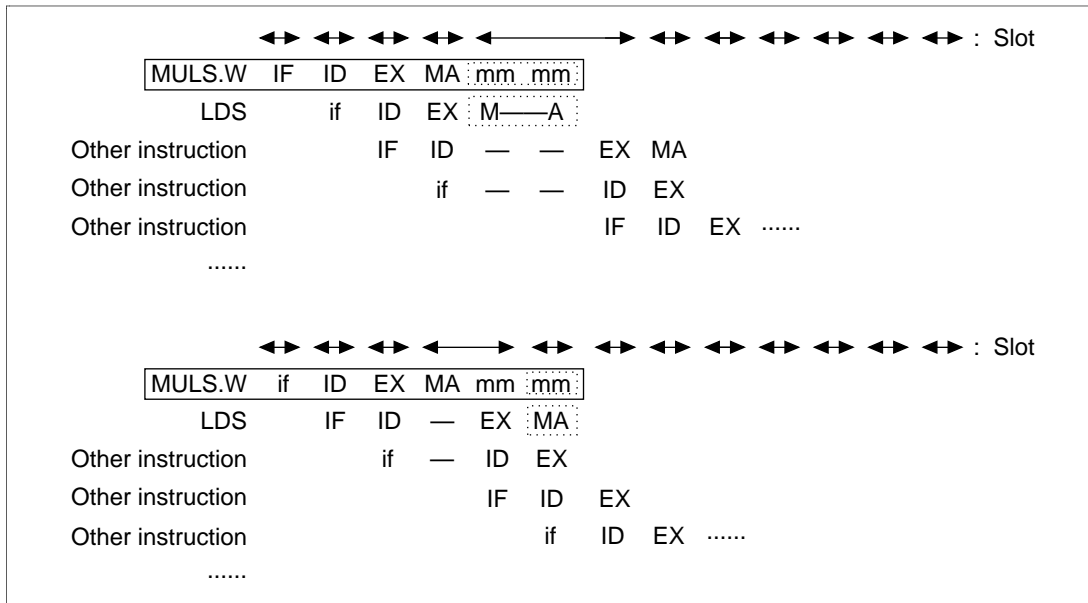 : Slot
MULS.W IF ID EX MA mm mm
LDS if ID EX M——A
Other instruction IF ID — — EX MA
Other instruction if — — ID EX
Other instruction IF ID EX ......
......
: Slot
MULS.W if ID EX MA mm mm
LDS IF ID — EX MA
Other instruction if — ID EX
Other instruction IF ID EX
Other instruction if ID EX ......
......